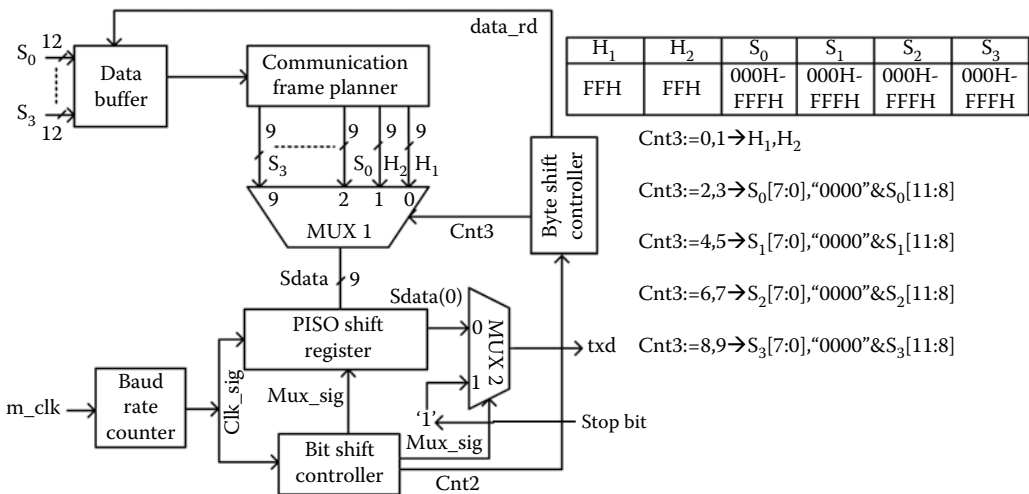 data_rd
S0
12
S3
12
Data
buffer
Communication
frame planner
9
9
9
9
S3
S0
H2
H1
9
2
1
0
MUX 1
Cnt3
Byte shift
controller
Sdata
9
Sdata(0)
PISO shift
register
0
1
MUX 2
txd
m_clk
Baud
rate
counter
Clk_sig
Mux_sig
'1'
Stop bit
Mux_sig
Bit shift
controller
Cnt2
H1 H2 S0 S1 S2 S3
FFH FFH 000H- 000H- 000H- 000H-
FFFH FFFH FFFH FFFH
Cnt3:=0,1→H1,H2
Cnt3:=2,3→S0[7:0],“0000”&S0[11:8]
Cnt3:=4,5→S1[7:0],“0000”&S1[11:8]
Cnt3:=6,7→S2[7:0],“0000”&S2[11:8]
Cnt3:=8,9→S3[7:0],“0000”&S3[11:8]